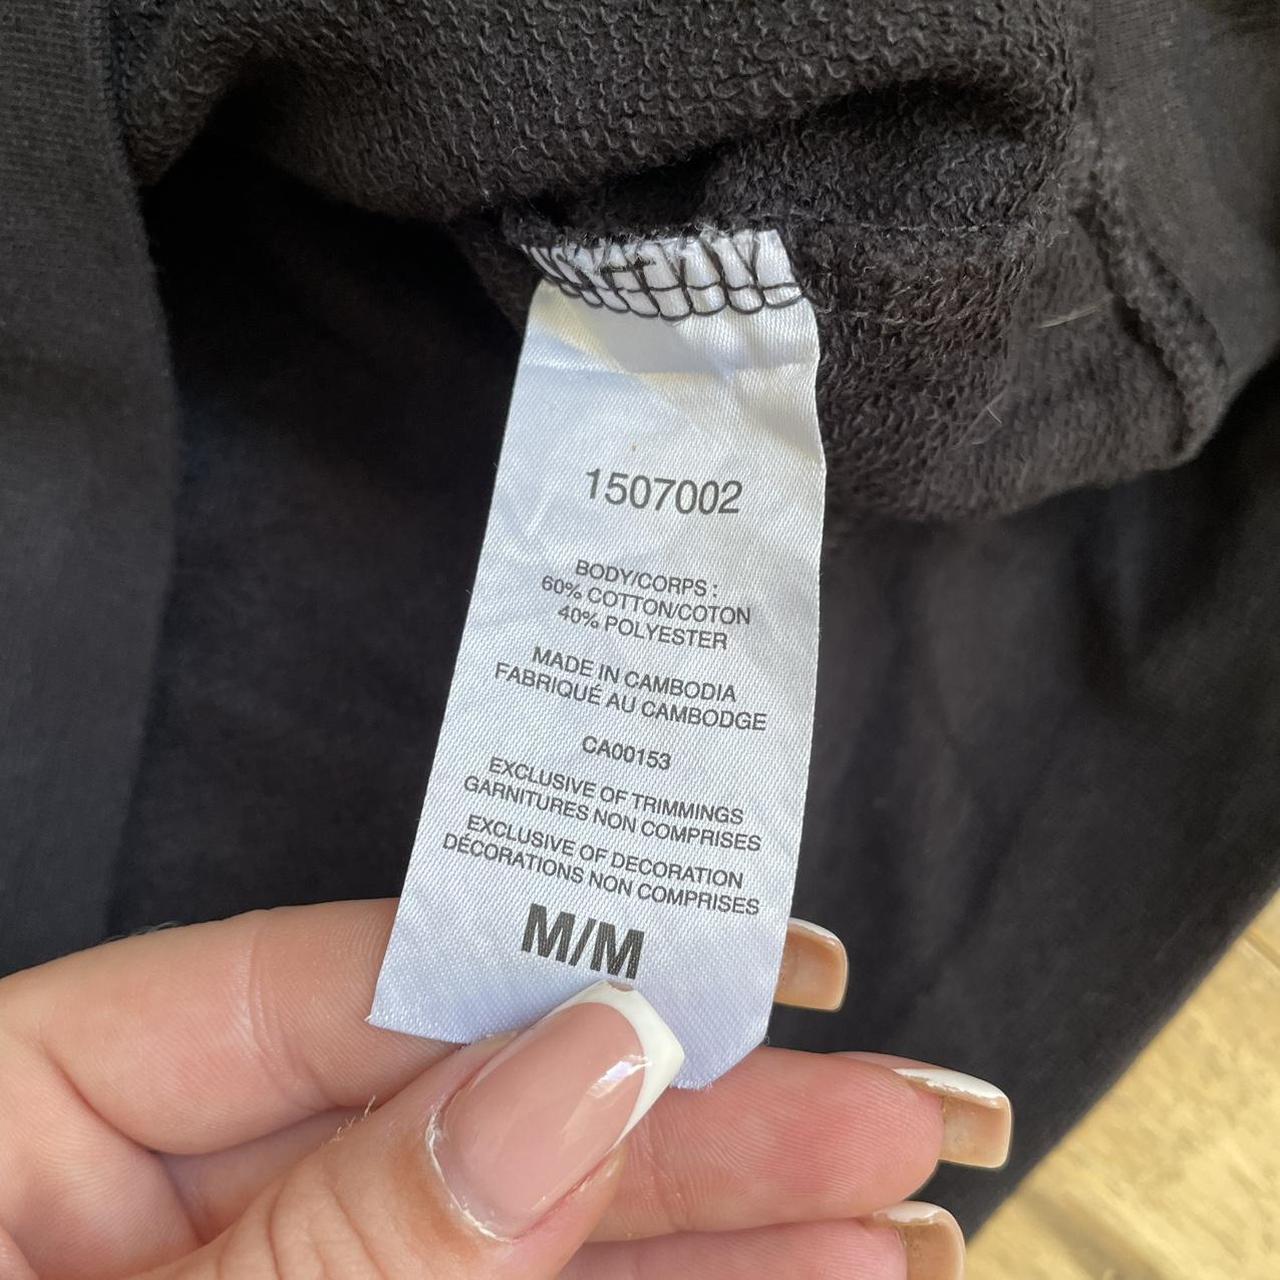 1507002
BODY/CORPS :
60% COTTON/COTON
40% POLYESTER
MADE IN CAMBODIA
FABRIQUÉ AU CAMBODGE
CA00153
EXCLUSIVE OF TRIMMINGS
GARNITURES NON COMPRISES
EXCLUSIVE OF DECORATION
DÉCORATIONS NON COMPRISES
M/M